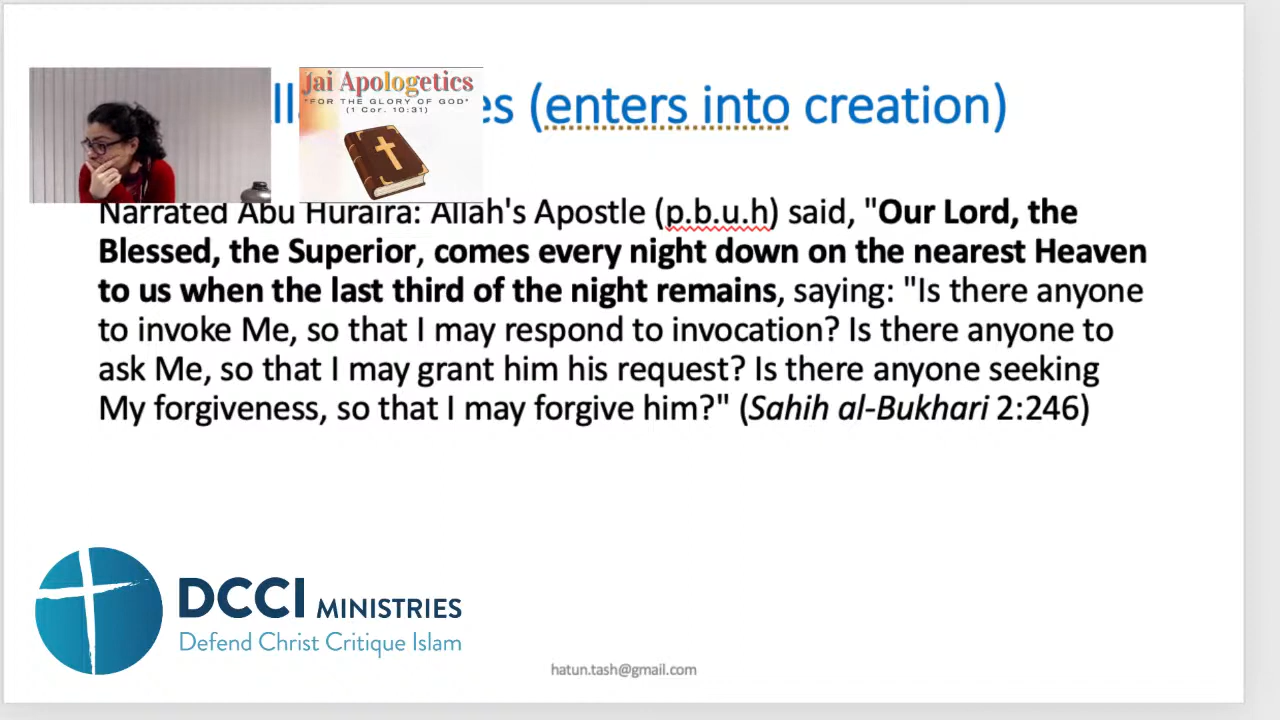 Jai Apologetics
"FOR THE GLORY OF GOD"
(1 Cor. 10:31)
(enters into creation)
Narrated Abu Huraira: Allah's Apostle (p.b.u.h) said, "Our Lord, the
Blessed, the Superior, comes every night down on the nearest Heaven
to us when the last third of the night remains, saying: "Is there anyone
to invoke Me, so that I may respond to invocation? Is there anyone to
ask Me, so that I may grant him his request? Is there anyone seeking
My forgiveness, so that I may forgive him?" (Sahih al-Bukhari 2:246)
DCCI MINISTRIES
Defend Christ Critique Islam
hatun.tash@gmail.com